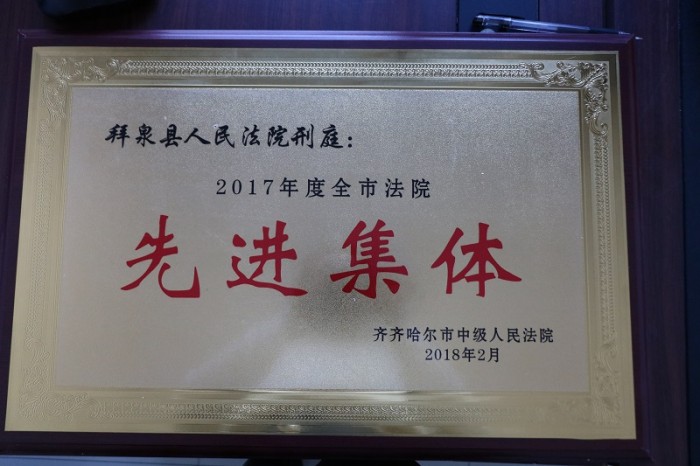 拜泉县人民法院刑庭：
2017年度全市法院
先进集体
齐齐哈尔市中级人民法院
2018年2月